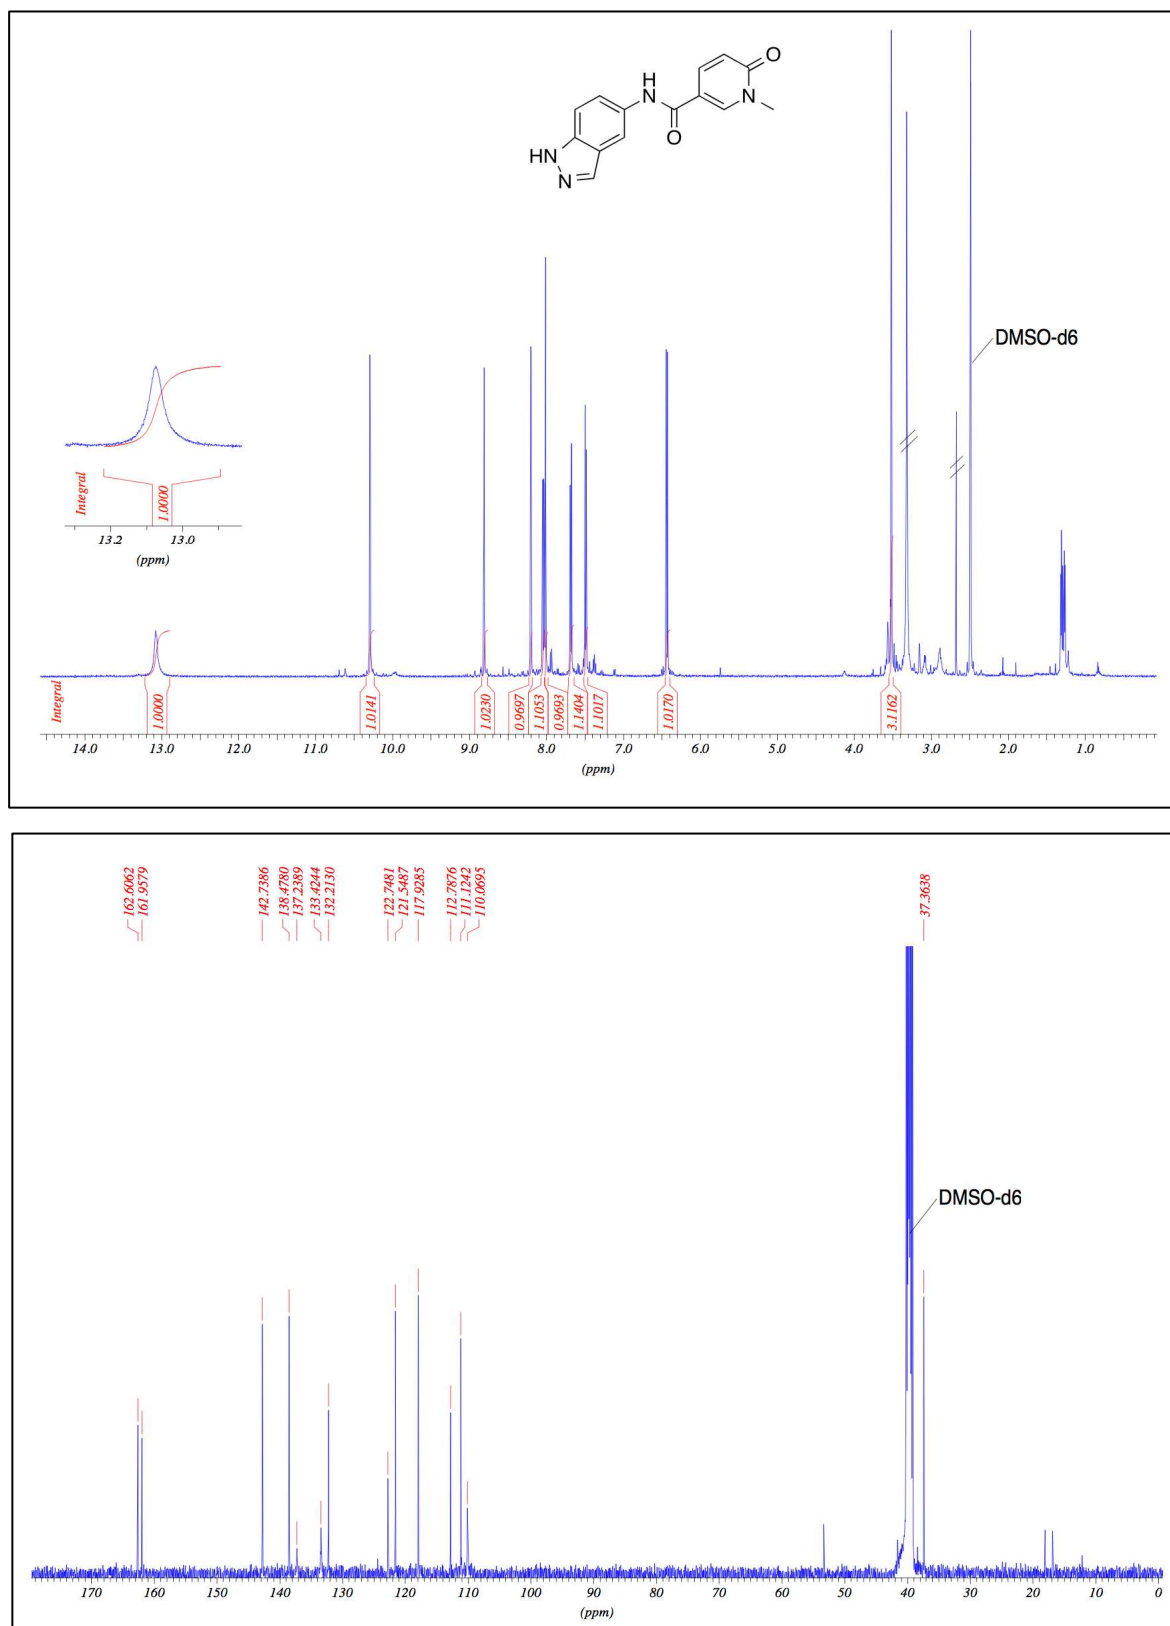 H
N
O
N
O
HN
N
DMSO-d6
Integral
1.0000
13.2 13.0
(ppm)
Integral
1.0000
1.0141
1.0230
0.9697
1.1053
0.9693
1.1404
1.1017
1.0170
3.1162
14.0 13.0 12.0 11.0 10.0 9.0 8.0 7.0 6.0 5.0 4.0 3.0 2.0 1.0
(ppm)
162.6062
161.9579
142.7386
138.4780
137.2389
133.4244
132.2130
122.7481
121.5487
117.9285
112.7876
111.1242
110.0695
37.3638
DMSO-d6
170 160 150 140 130 120 110 100 90 80 70 60 50 40 30 20 10 0
(ppm)